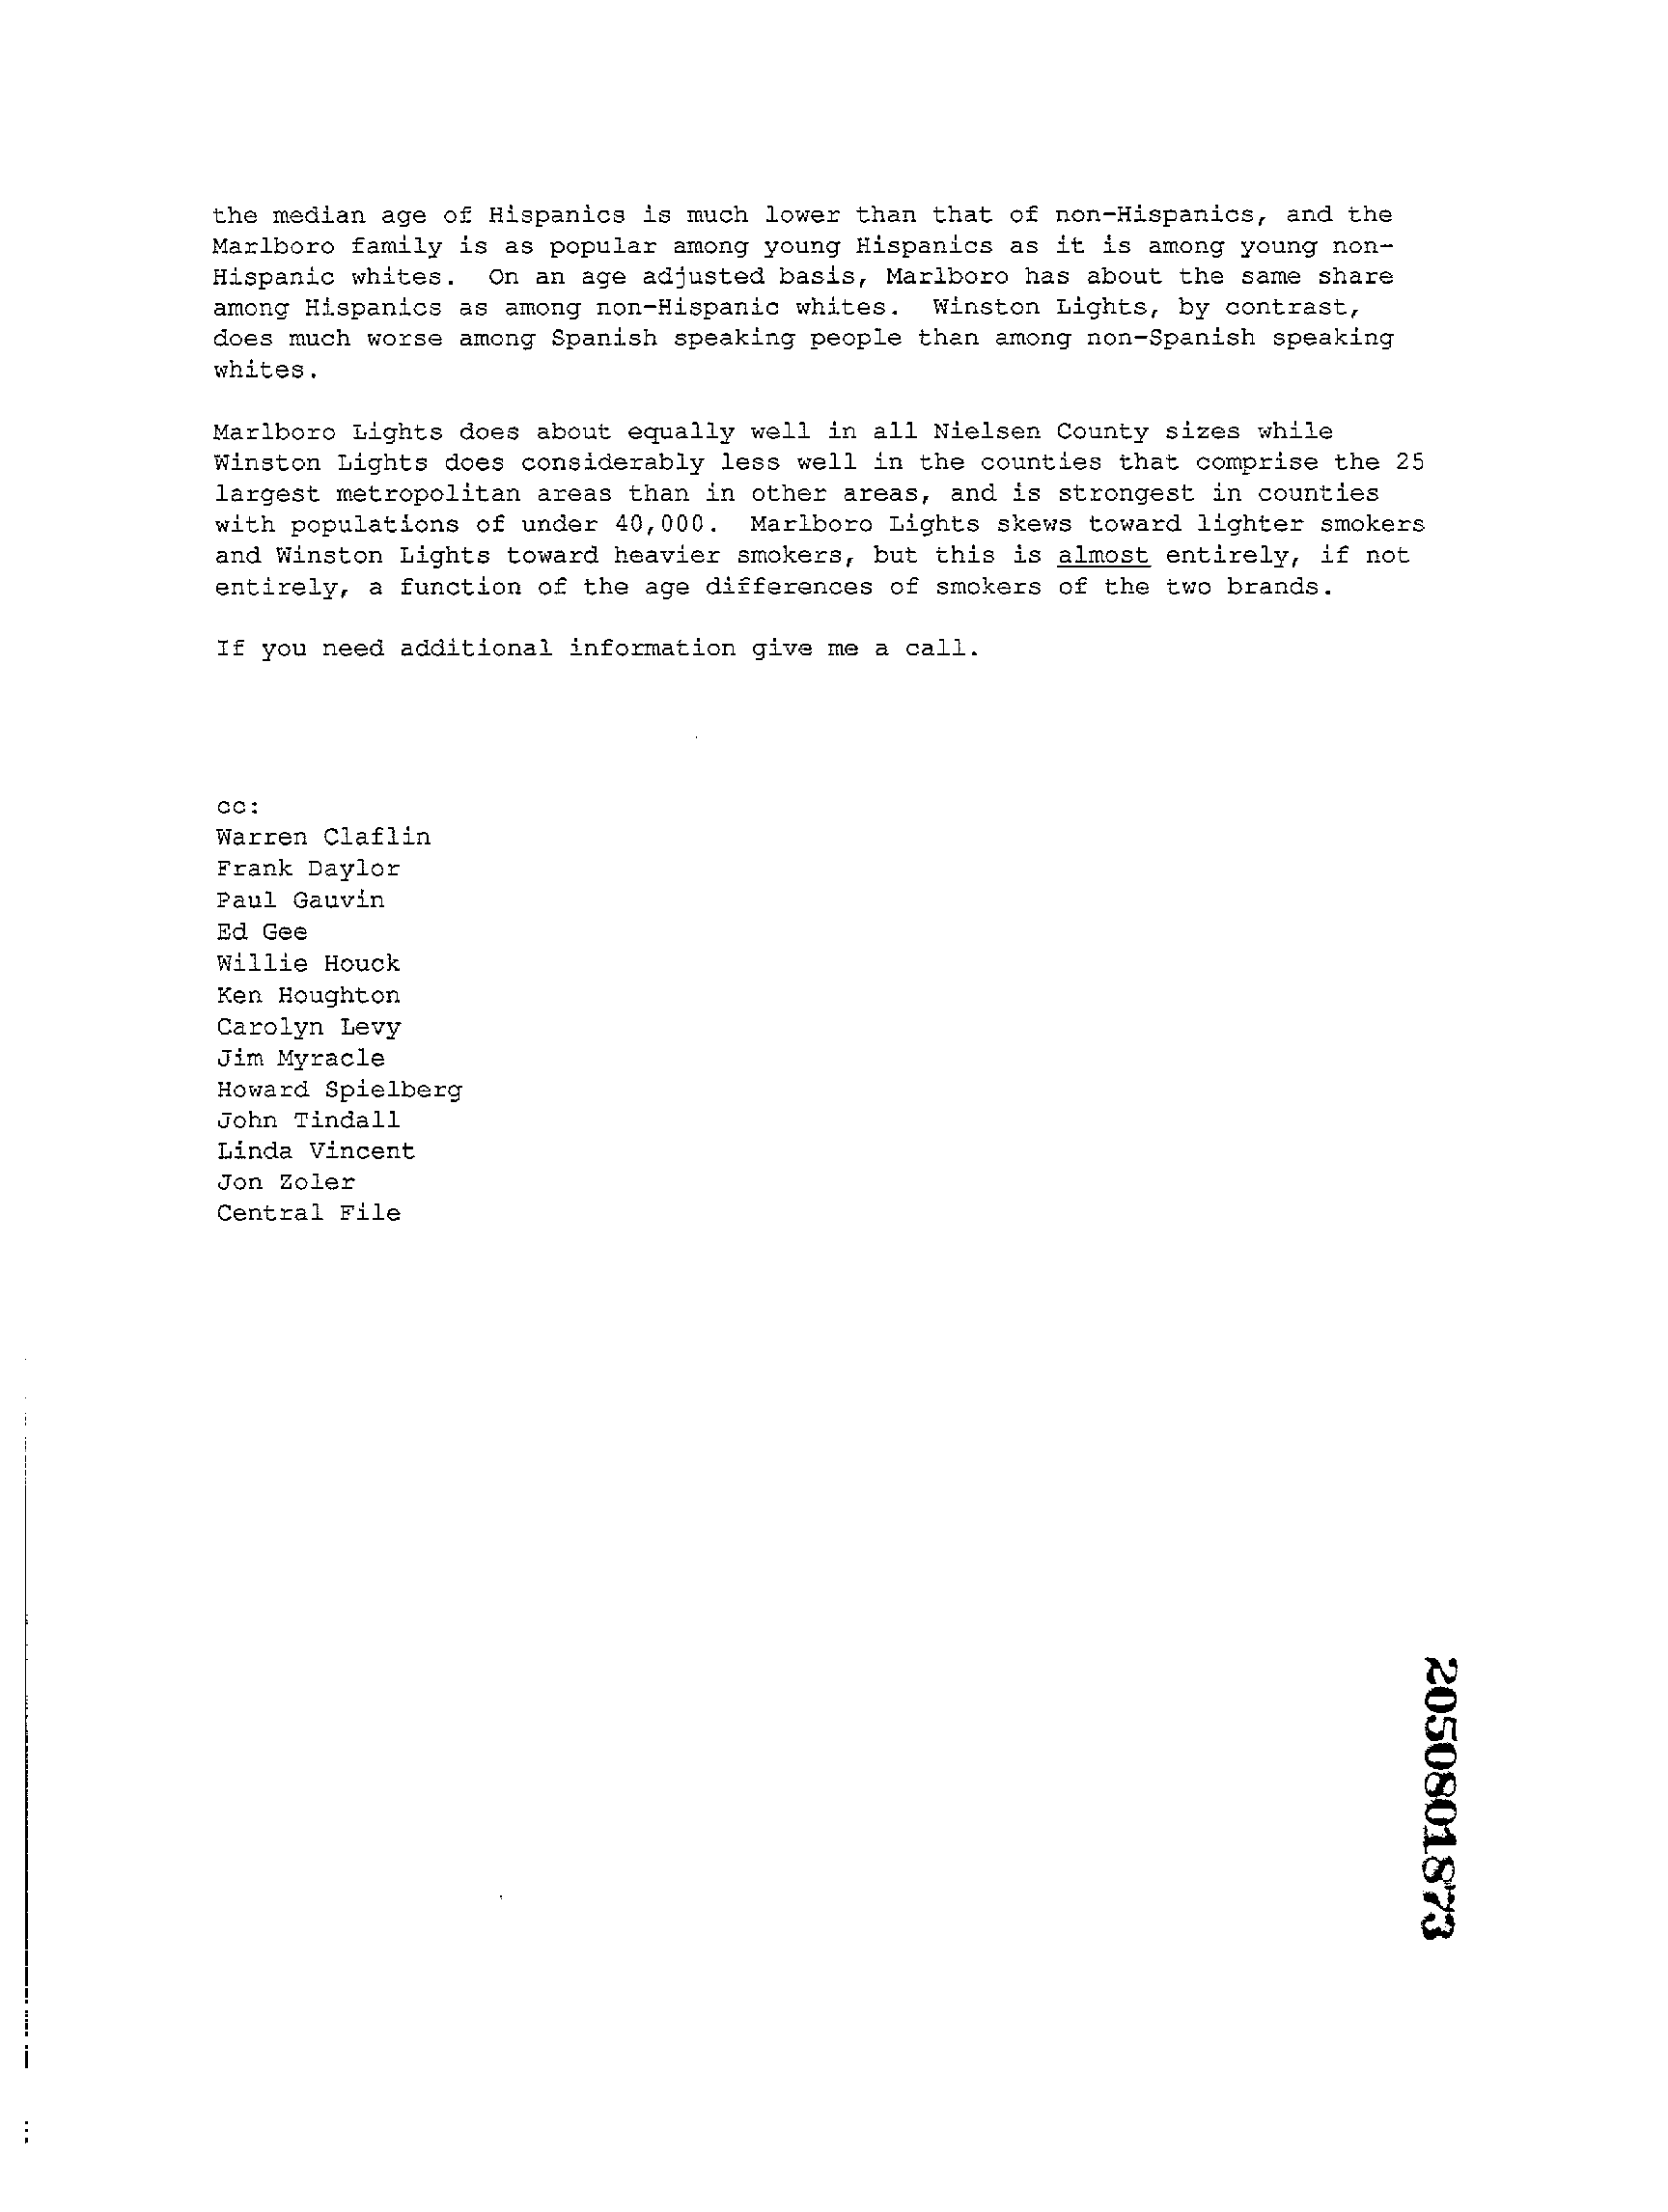 the median age of Hispanics is much lower than that of non-Hispanics, and the
Marlboro family is as popular among young Hispanics as it is among young non-
Hispanic whites.  On an age adjusted basis, Marlboro has about the same share
among Hispanics as among non-Hispanic whites.  Winston Lights, by contrast,
does much worse among Spanish speaking people than among non-Spanish speaking
whites.
Marlboro Lights does about equally well in all Nielsen County sizes while
Winston Lights does considerably less well in the counties that comprise the 25
largest metropolitan areas than in other areas, and is strongest in counties
with populations of under 40,000.  Marlboro Lights skews toward lighter smokers
and Winston Lights toward heavier smokers, but this is almost entirely, if not
entirely, a function of the age differences of smokers of the two brands.
If you need additional information give me a call.
cc:
Warren Claflin
Frank Daylor
Paul Gauvin
Ed Gee
Willie Houck
Ken Houghton
Carolyn Levy
Jim Myracle
Howard Spielberg
John Tindall
Linda Vincent
Jon Zoler
Central File
2050801873